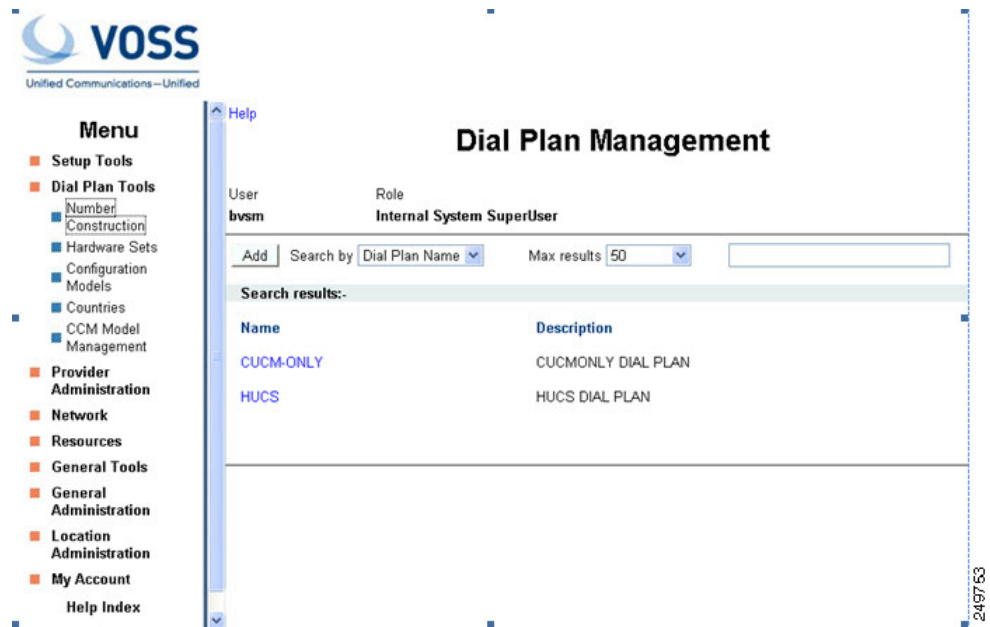 VOSS
Unified Communications—Unified
Menu
Setup Tools
Dial Plan Tools
Number
Construction
Hardware Sets
Configuration
Models
Countries
CCM Model
Management
Provider
Administration
Network
Resources
General Tools
General
Administration
Location
Administration
My Account
Help Index
Help
Dial Plan Management
User Role
bvsm Internal System SuperUser
Add Search by Dial Plan Name Max results 50
Search results:-
Name Description
CUCM-ONLY CUCMONLY DIAL PLAN
HUCS HUCS DIAL PLAN
249753